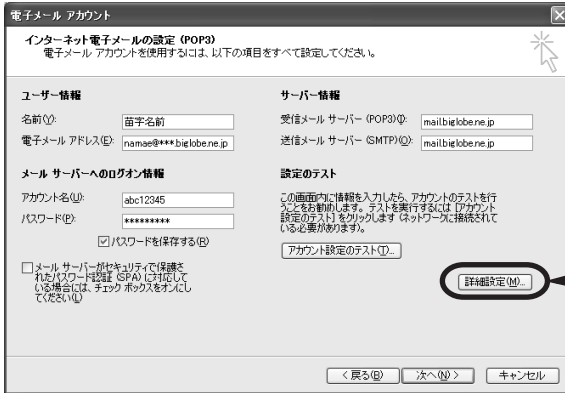 電子メール アカウント
インターネット電子メールの設定 (POP3)
電子メール アカウントを使用するには、以下の項目をすべて設定してください。
ユーザー情報
名前(Y):
苗字名前
電子メール アドレス(E):
namae@***.biglobe.ne.jp
メール サーバーへのログオン情報
アカウント名(U):
abc12345
パスワード(P):
*********
パスワードを保存する(R)
メール サーバーがセキュリティで保護さ
れたパスワード認証 (SPA) に対応して
いる場合には、チェック ボックスをオンにし
てください(L)
サーバー情報
受信メール サーバー (POP3)(I):
mail.biglobe.ne.jp
送信メール サーバー (SMTP)(O):
mail.biglobe.ne.jp
設定のテスト
この画面内に情報を入力したら、アカウントのテストを行
うことをお勧めします。テストを実行するには [アカウント
設定のテスト] をクリックします (ネットワークに接続されて
いる必要があります)。
アカウント設定のテスト(T)...
詳細設定(M)...
< 戻る(B)
次へ(N) >
キャンセル